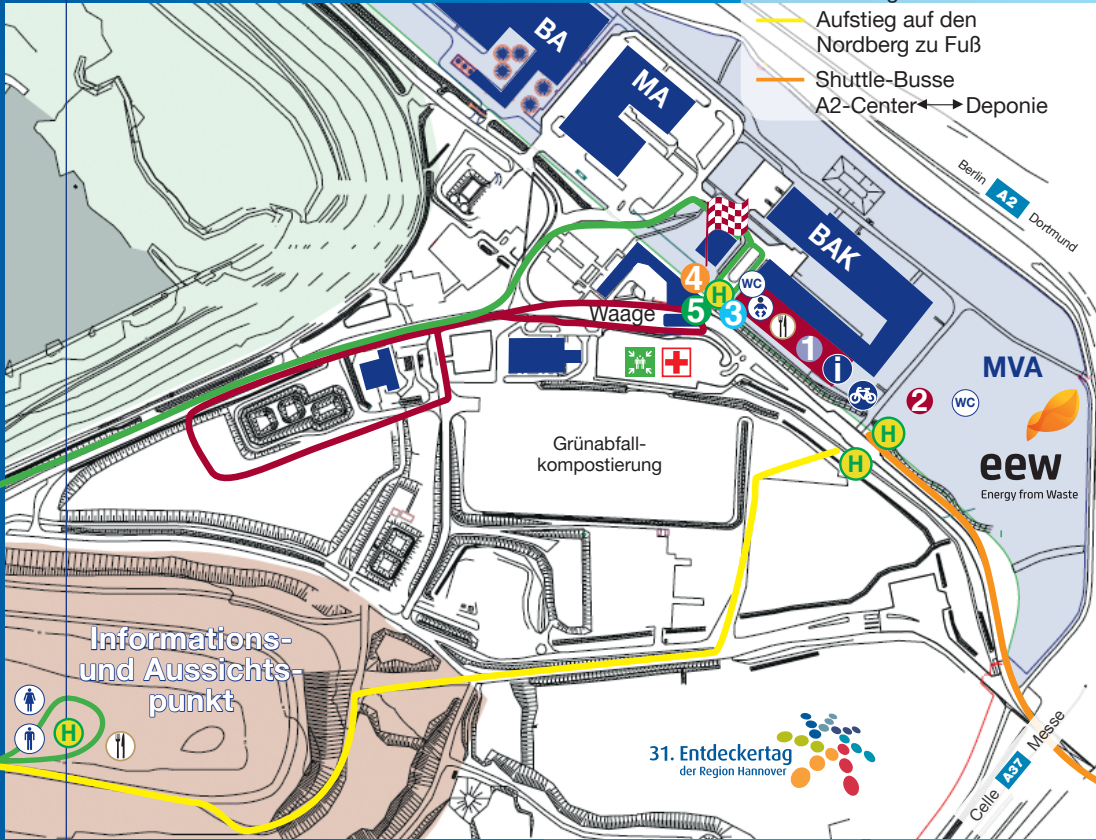 Aufstieg auf den
Nordberg zu Fuß
Shuttle-Busse
A2-Center Deponie
BA
MA
Berlin A2 Dortmund
BAK
4
H
WC
5
3
Waage
1
i
MVA
2
WC
H
H
eew
Energy from Waste
Grünabfall-
kompostierung
Informations-
und Aussichts-
punkt
H
31. Entdeckertag
der Region Hannover
Celle A37 Messe